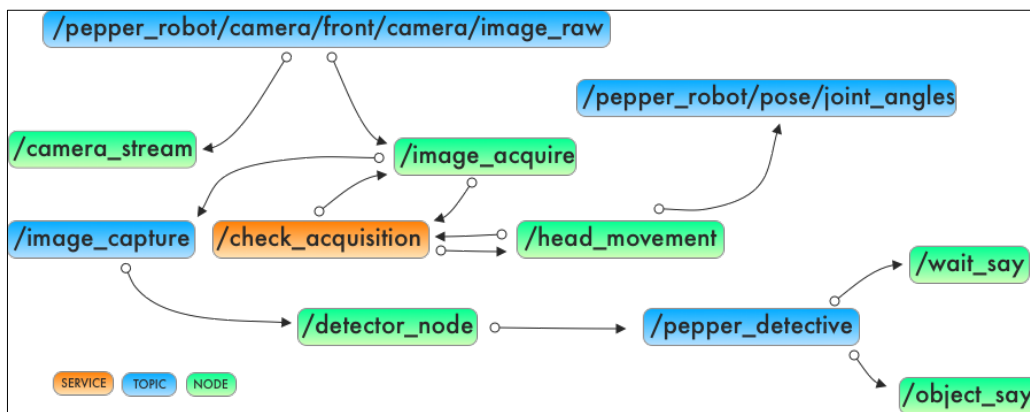 /pepper_robot/camera/front/camera/image_raw
/pepper_robot/pose/joint_angles
/camera_stream
/image_acquire
/image_capture
/check_acquisition
/head_movement
/wait_say
/detector_node
/pepper_detective
/object_say
SERVICE
TOPIC
NODE